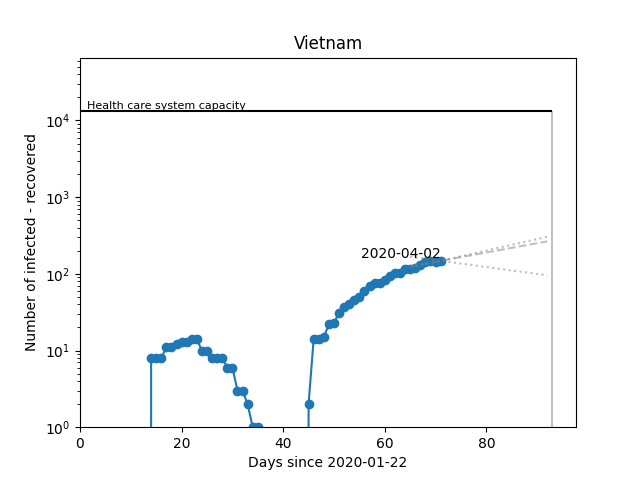 Vietnam
Health care system capacity
2020-04-02
Number of infected - recovered
10^4
10^3
10^2
10^1
10^0
0 20 40 60 80
Days since 2020-01-22